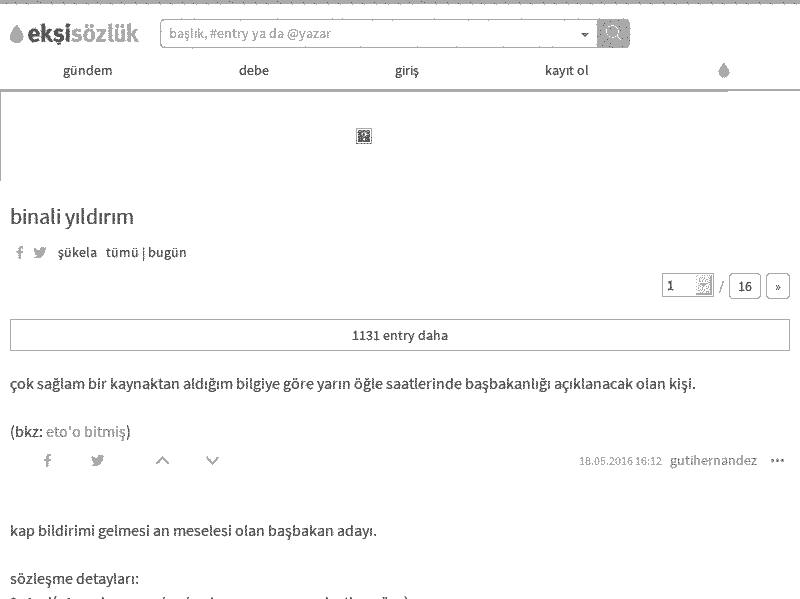 ekşisözlük
başlık, #entry ya da @yazar
gündem debe giriş kayıt ol
binali yıldırım
şükela tümü | bugün
1 / 16 »
1131 entry daha
çok sağlam bir kaynaktan aldığım bilgiye göre yarın öğle saatlerinde başbakanlığı açıklanacak olan kişi.
(bkz: eto'o bitmiş)
18.05.2016 16:12 gutihernandez ...
kap bildirimi gelmesi an meselesi olan başbakan adayı.
sözleşme detayları: